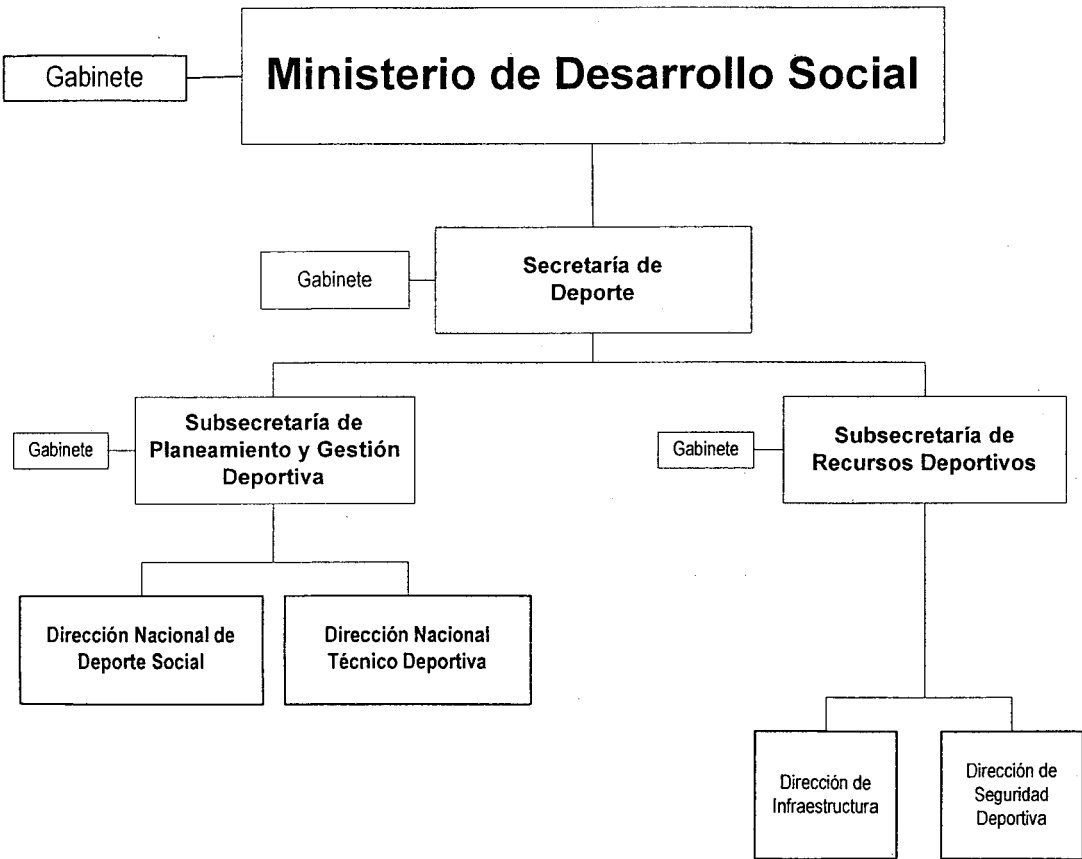 Gabinete
Ministerio de Desarrollo Social
Gabinete
Secretaría de
Deporte
Gabinete
Subsecretaría de
Planeamiento y Gestión
Deportiva
Gabinete
Subsecretaría de
Recursos Deportivos
Dirección Nacional de
Deporte Social
Dirección Nacional
Técnico Deportiva
Dirección de
Infraestructura
Dirección de
Seguridad
Deportiva